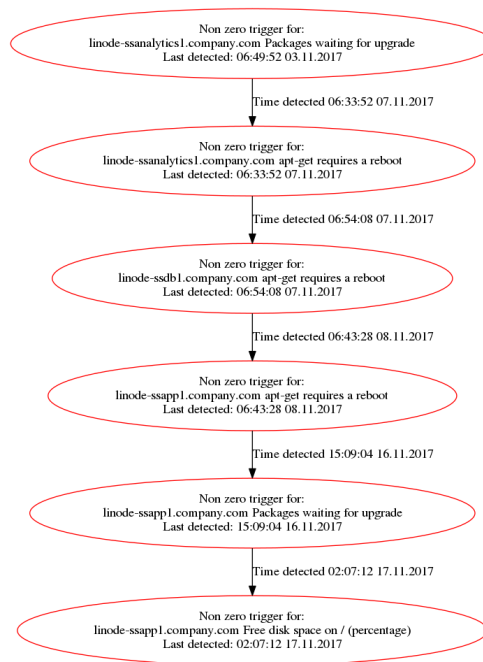 Non zero trigger for:
linode-ssanalytics1.company.com Packages waiting for upgrade
Last detected: 06:49:52 03.11.2017
Time detected 06:33:52 07.11.2017
Non zero trigger for:
linode-ssanalytics1.company.com apt-get requires a reboot
Last detected: 06:33:52 07.11.2017
Time detected 06:54:08 07.11.2017
Non zero trigger for:
linode-ssdb1.company.com apt-get requires a reboot
Last detected: 06:54:08 07.11.2017
Time detected 06:43:28 08.11.2017
Non zero trigger for:
linode-ssapp1.company.com apt-get requires a reboot
Last detected: 06:43:28 08.11.2017
Time detected 15:09:04 16.11.2017
Non zero trigger for:
linode-ssapp1.company.com Packages waiting for upgrade
Last detected: 15:09:04 16.11.2017
Time detected 02:07:12 17.11.2017
Non zero trigger for:
linode-ssapp1.company.com Free disk space on / (percentage)
Last detected: 02:07:12 17.11.2017